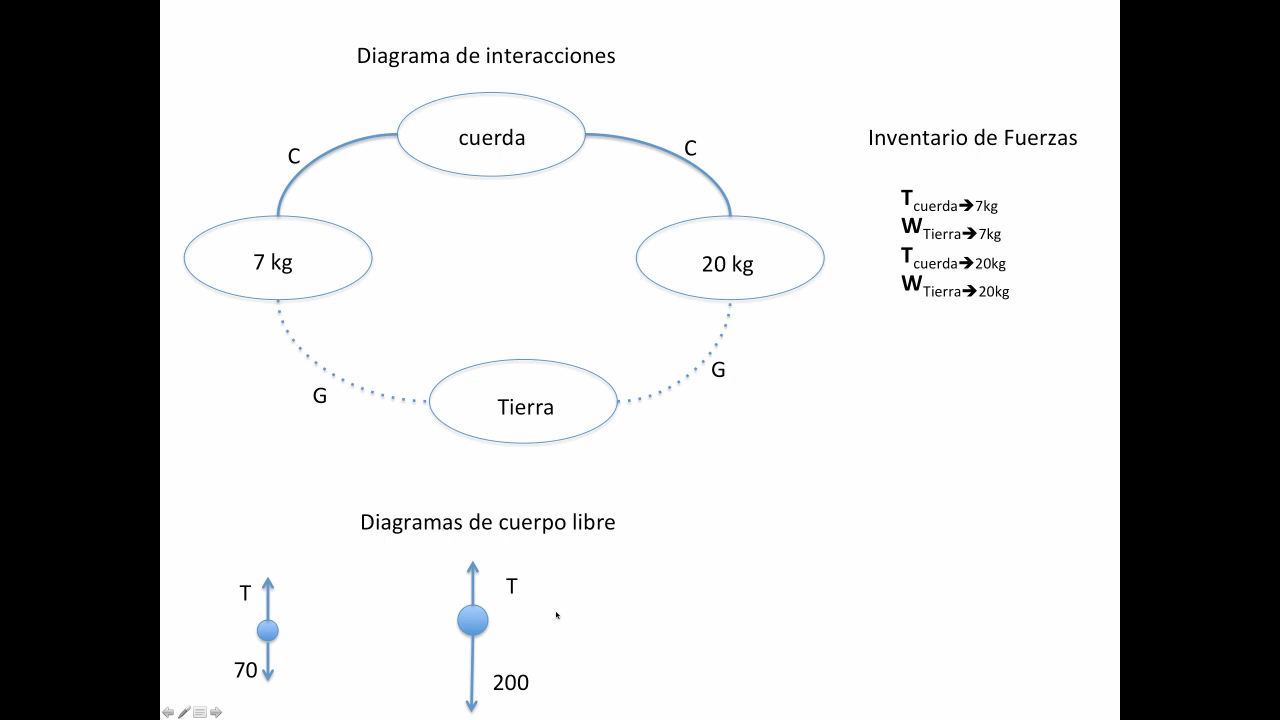 Diagrama de interacciones
cuerda
C
C
Inventario de Fuerzas
Tcuerda➔7kg
WTierra➔7kg
Tcuerda➔20kg
WTierra➔20kg
7 kg
20 kg
G
G
Tierra
Diagramas de cuerpo libre
T
T
70
200